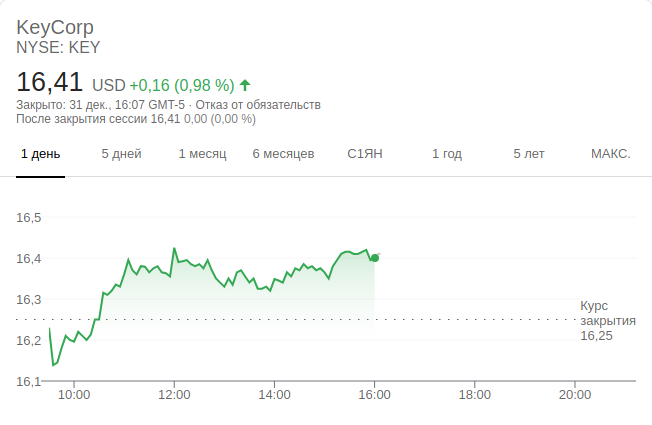 KeyCorp
NYSE: KEY
16,41 USD +0,16 (0,98 %)
Закрыто: 31 дек., 16:07 GMT-5 · Отказ от обязательств
После закрытия сессии 16,41 0,00 (0,00 %)
1 день 5 дней 1 месяц 6 месяцев С1ЯН 1 год 5 лет МАКС.
16,5
16,4
16,3
Курс
закрытия
16,25
16,2
16,1
10:00 12:00 14:00 16:00 18:00 20:00